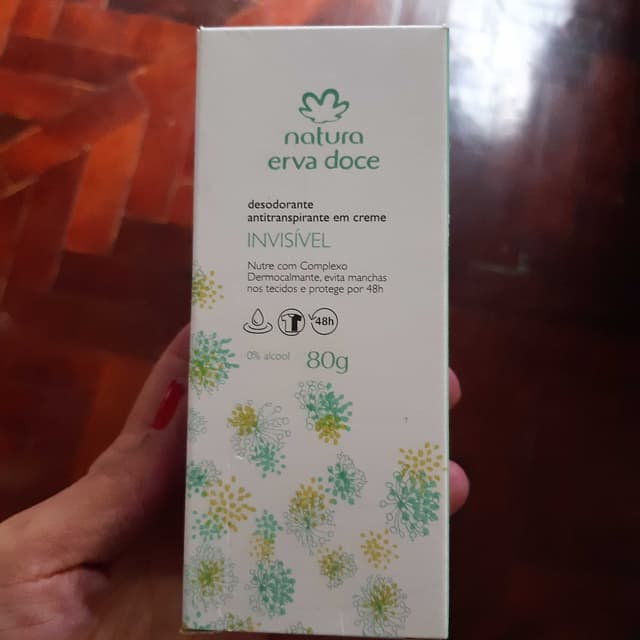 natura
erva doce
desodorante
antitranspirante em creme
INVISÍVEL
Nutre com Complexo
Dermocalmante, evita manchas
nos tecidos e protege por 48h
48h
0% alcool 80g